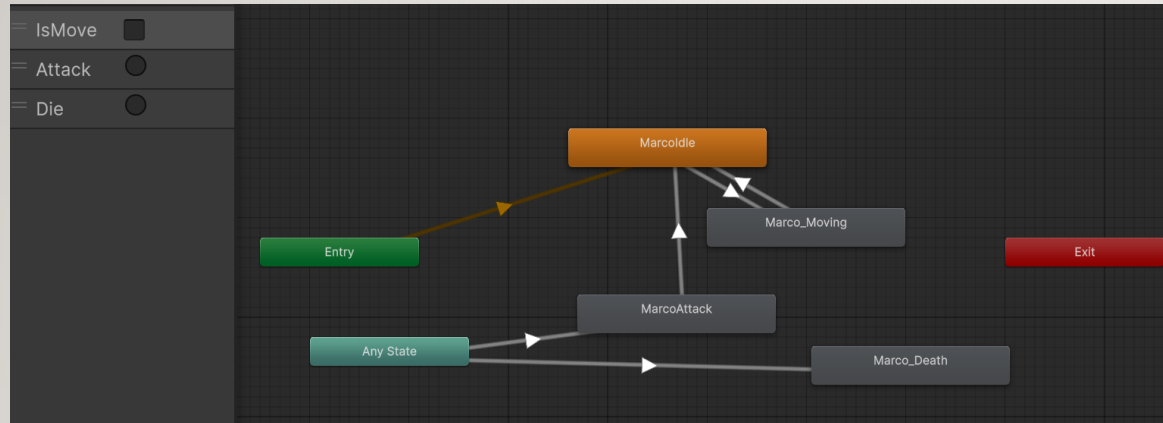 IsMove
Attack
Die
MarcoIdle
Marco_Moving
Entry
Exit
MarcoAttack
Any State
Marco_Death